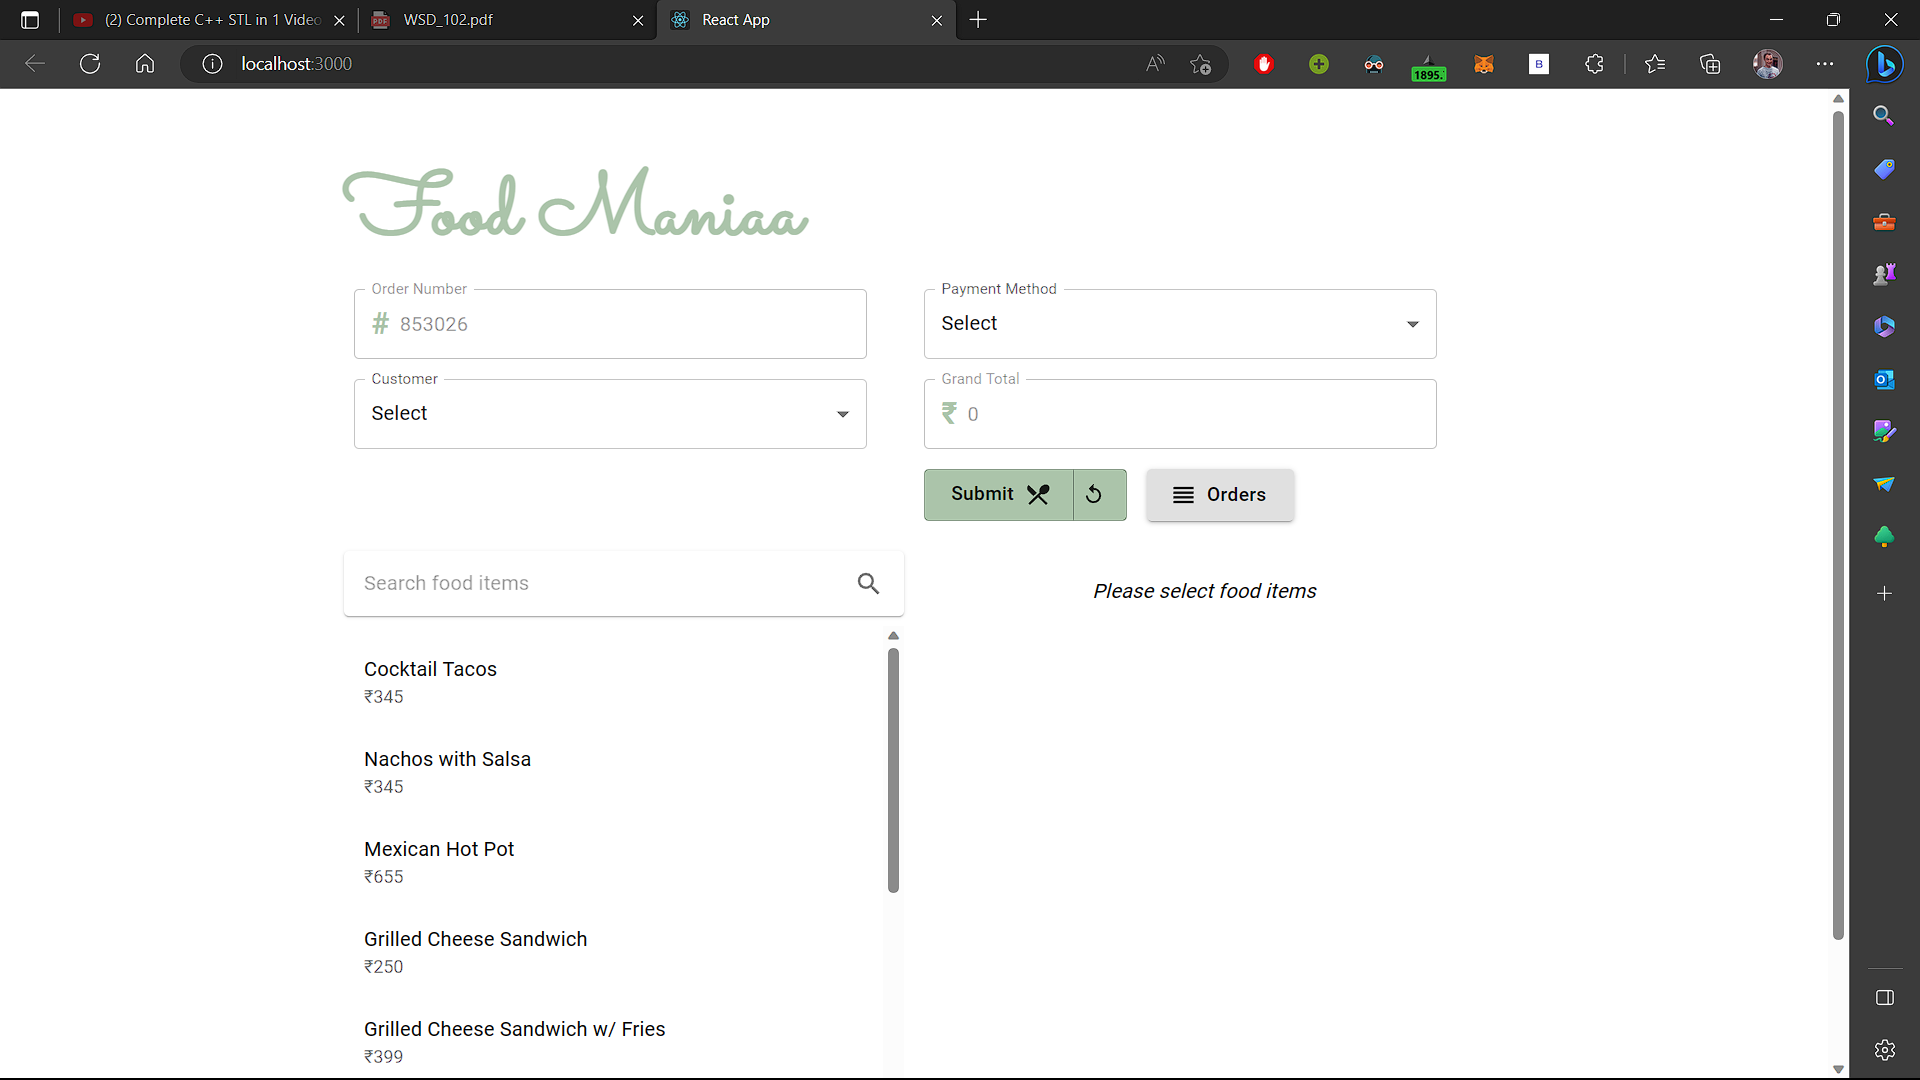 (2) Complete C++ STL in 1 Video
WSD_102.pdf
React App
localhost:3000
1895.
Food Maniaa
Order Number
# 853026
Payment Method
Select
Customer
Select
Grand Total
₹ 0
Submit
Orders
Search food items
Please select food items
Cocktail Tacos
₹345
Nachos with Salsa
₹345
Mexican Hot Pot
₹655
Grilled Cheese Sandwich
₹250
Grilled Cheese Sandwich w/ Fries
₹399